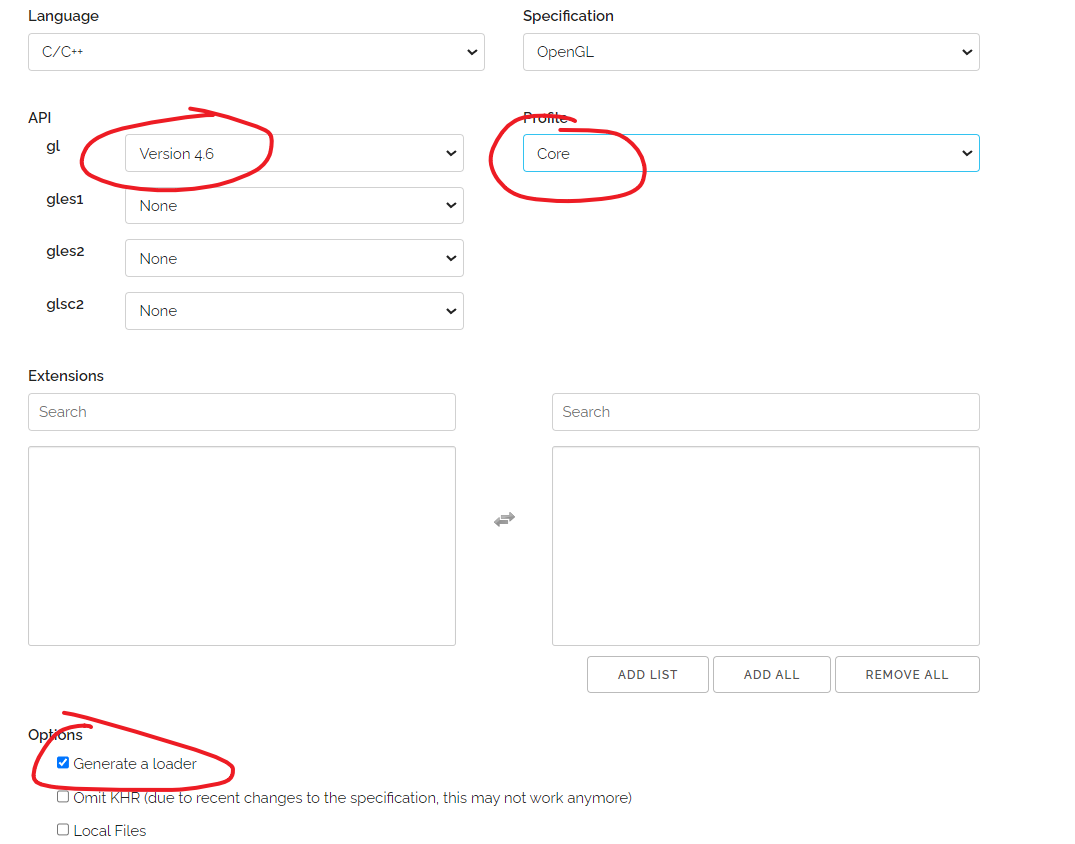 Language Specification
C/C++ OpenGL
API Profile
gl Version 4.6 Core
gles1 None
gles2 None
glsc2 None
Extensions
Search Search
ADD LIST ADD ALL REMOVE ALL
Options
Generate a loader
Omit KHR (due to recent changes to the specification, this may not work anymore)
Local Files